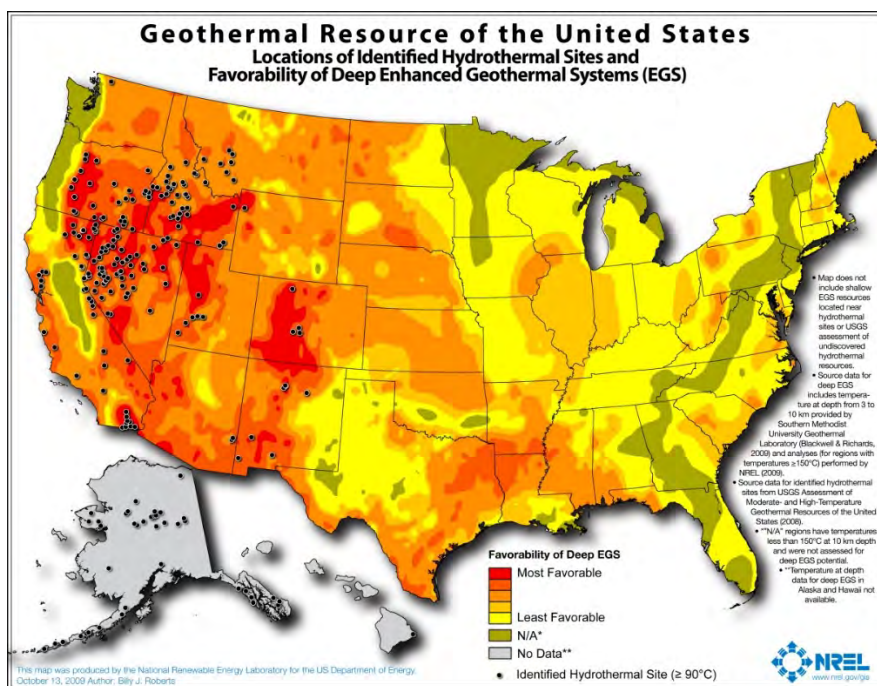 Geothermal Resource of the United States
Locations of Identified Hydrothermal Sites and
Favorability of Deep Enhanced Geothermal Systems (EGS)
• Map does not
include shallow
EGS resources
located near
hydrothermal
sites or USGS
assessment of
undiscovered
hydrothermal
resources.
• Source data for
deep EGS
includes tempera-
ture at depth from 3 to
10 km provided by
Southern Methodist
University Geothermal
Laboratory (Blackwell & Richards,
2009) and analyses (for regions with
temperatures ≥150°C) performed by
NREL (2009).
• Source data for identified hydrothermal
sites from USGS Assessment of
Moderate- and High-Temperature
Geothermal Resources of the United
States (2008).
• *"N/A" regions have temperatures
less than 150°C at 10 km depth
and were not assessed for
deep EGS potential.
• **Temperature at depth
data for deep EGS in
Alaska and Hawaii not
available.
Favorability of Deep EGS
Most Favorable
Least Favorable
N/A*
No Data**
Identified Hydrothermal Site (≥ 90°C)
This map was produced by the National Renewable Energy Laboratory for the US Department of Energy.
October 13, 2009 Author: Billy J. Roberts
NREL
www.nrel.gov/gis